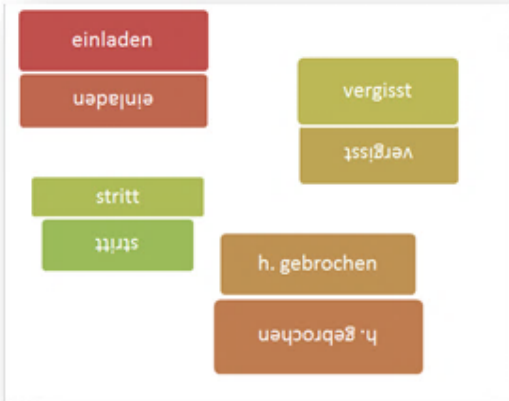 einladen
einladen
vergisst
vergisst
stritt
stritt
h. gebrochen
h. gebrochen